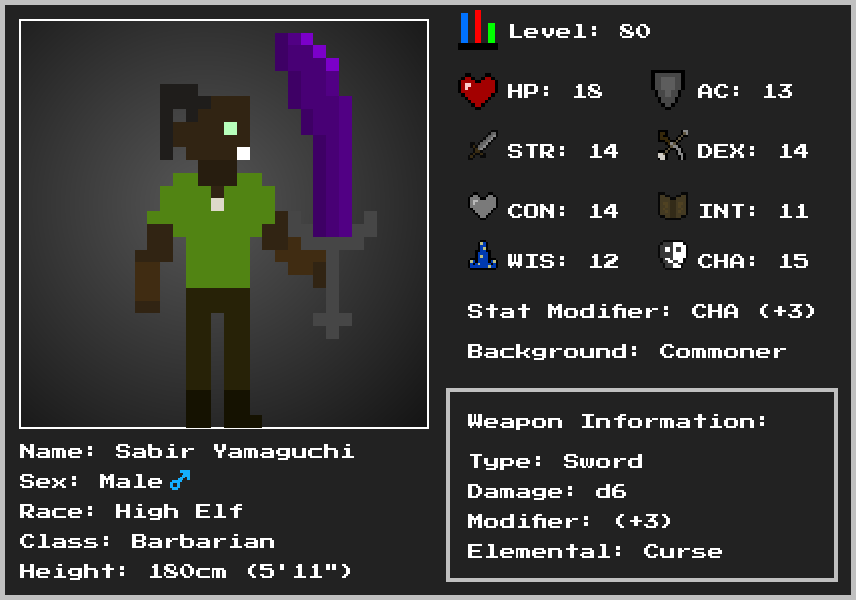 Level: 80
HP: 18
AC: 13
STR: 14
DEX: 14
CON: 14
INT: 11
WIS: 12
CHA: 15
Stat Modifier: CHA (+3)
Background: Commoner
Weapon Information:
Type: Sword
Damage: d6
Modifier: (+3)
Elemental: Curse
Name: Sabir Yamaguchi
Sex: Male ♂
Race: High Elf
Class: Barbarian
Height: 180cm (5'11")